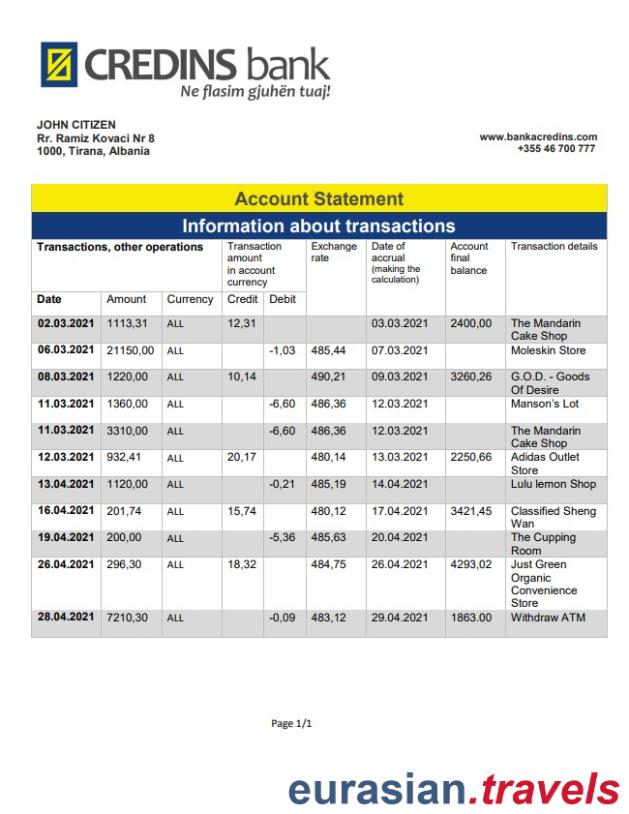 CREDINS bank
Ne flasim gjuhën tuaj!
JOHN CITIZEN
Rr. Ramiz Kovaci Nr 8
1000, Tirana, Albania
www.bankacredins.com
+355 46 700 777
Account Statement
Information about transactions
Transactions, other operations
Transaction
amount
in account
currency
Exchange
rate
Date of
accrual
(making the
calculation)
Account
final
balance
Transaction details
Date Amount Currency Credit Debit
02.03.2021 1113,31 ALL 12,31 03.03.2021 2400,00 The Mandarin
Cake Shop
06.03.2021 21150,00 ALL -1,03 485,44 07.03.2021 Moleskin Store
08.03.2021 1220,00 ALL 10,14 490,21 09.03.2021 3260,26 G.O.D. - Goods
Of Desire
11.03.2021 1360,00 ALL -6,60 486,36 12.03.2021 Manson's Lot
11.03.2021 3310,00 ALL -6,60 486,36 12.03.2021 The Mandarin
Cake Shop
12.03.2021 932,41 ALL 20,17 480,14 13.03.2021 2250,66 Adidas Outlet
Store
13.04.2021 1120,00 ALL -0,21 485,19 14.04.2021 Lulu lemon Shop
16.04.2021 201,74 ALL 15,74 480,12 17.04.2021 3421,45 Classified Sheng
Wan
19.04.2021 200,00 ALL -5,36 485,63 20.04.2021 The Cupping
Room
26.04.2021 296,30 ALL 18,32 484,75 26.04.2021 4293,02 Just Green
Organic
Convenience
Store
28.04.2021 7210,30 ALL -0,09 483,12 29.04.2021 1863.00 Withdraw ATM
Page 1/1
eurasian.travels